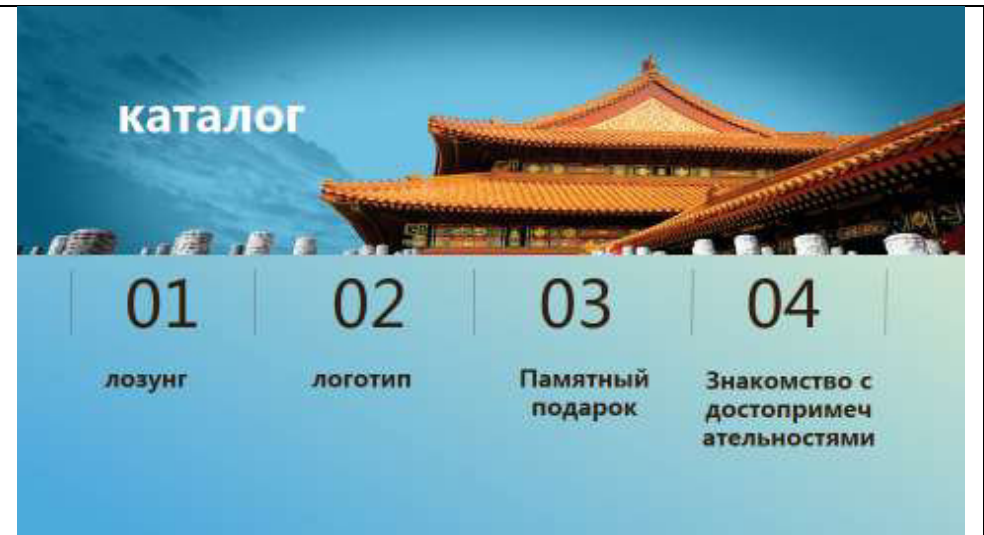 каталог
01
02
03
04
лозунг
логотип
Памятный
подарок
Знакомство с
достопримеч
ательностями